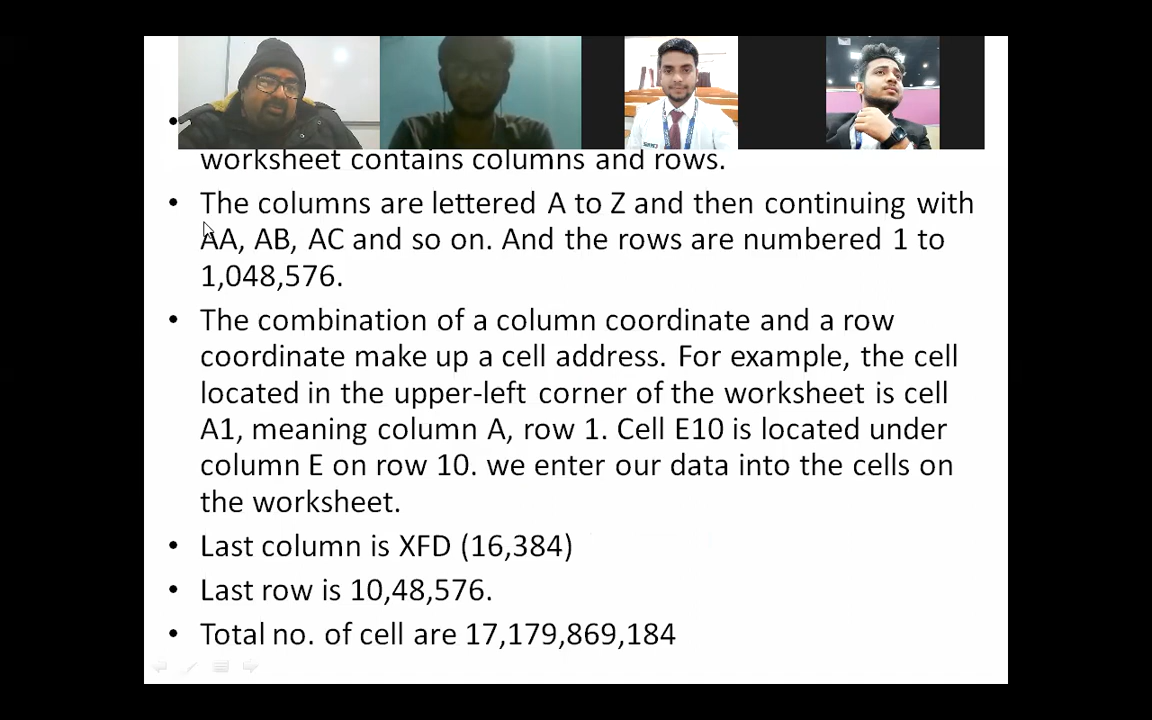 worksheet contains columns and rows.
• The columns are lettered A to Z and then continuing with
AA, AB, AC and so on. And the rows are numbered 1 to
1,048,576.
• The combination of a column coordinate and a row
coordinate make up a cell address. For example, the cell
located in the upper-left corner of the worksheet is cell
A1, meaning column A, row 1. Cell E10 is located under
column E on row 10. we enter our data into the cells on
the worksheet.
• Last column is XFD (16,384)
• Last row is 10,48,576.
• Total no. of cell are 17,179,869,184